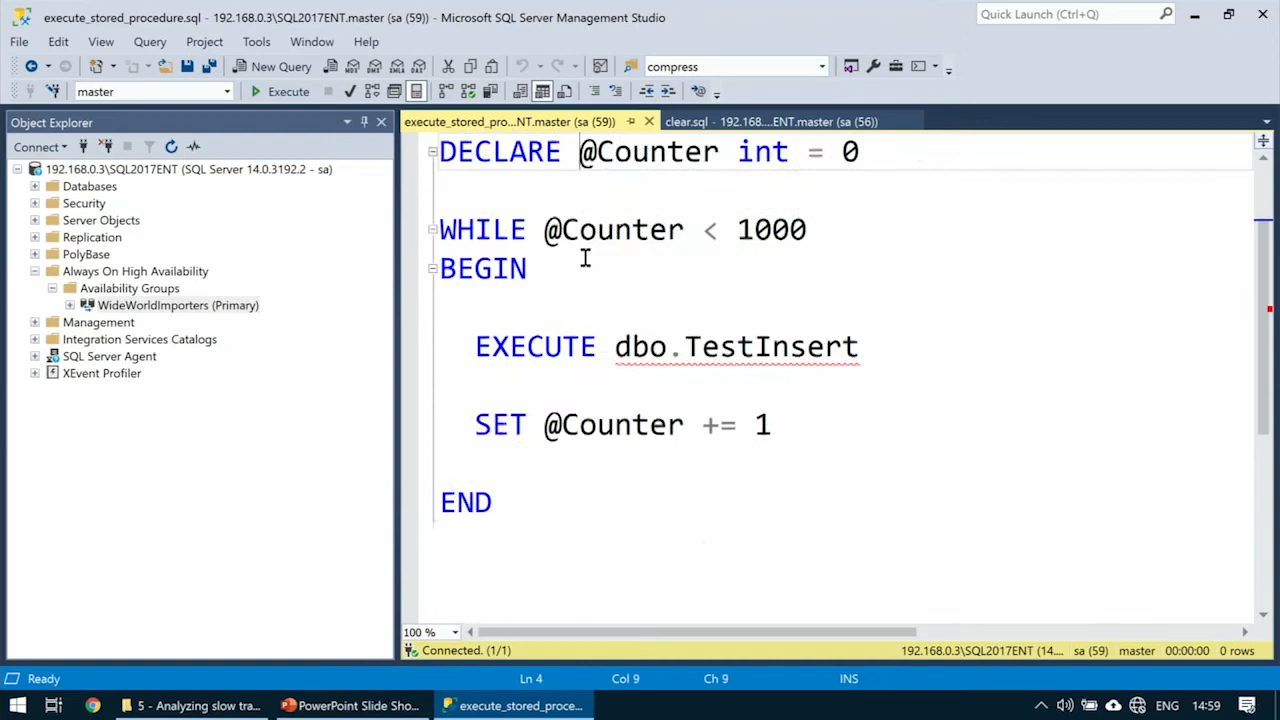 execute_stored_procedure.sql - 192.168.0.3\SQL2017ENT.master (sa (59)) - Microsoft SQL Server Management Studio
Quick Launch (Ctrl+Q)
File Edit View Query Project Tools Window Help
New Query
MDX DMX XMLA DAX
compress
master
Execute
Object Explorer
execute_stored_pro...NT.master (sa (59))
clear.sql - 192.168....ENT.master (sa (56))
Connect
192.168.0.3\SQL2017ENT (SQL Server 14.0.3192.2 - sa)
Databases
Security
Server Objects
Replication
PolyBase
Always On High Availability
Availability Groups
WideWorldImporters (Primary)
Management
Integration Services Catalogs
SQL Server Agent
XEvent Profiler
DECLARE @Counter int = 0
WHILE @Counter < 1000
BEGIN
EXECUTE dbo.TestInsert
SET @Counter += 1
END
100 %
Connected. (1/1)
192.168.0.3\SQL2017ENT (14.... sa (59) master 00:00:00 0 rows
Ready
Ln 4
Col 9
Ch 9
INS
5 - Analyzing slow tra...
PowerPoint Slide Sho...
execute_stored_proce...
ENG
14:59